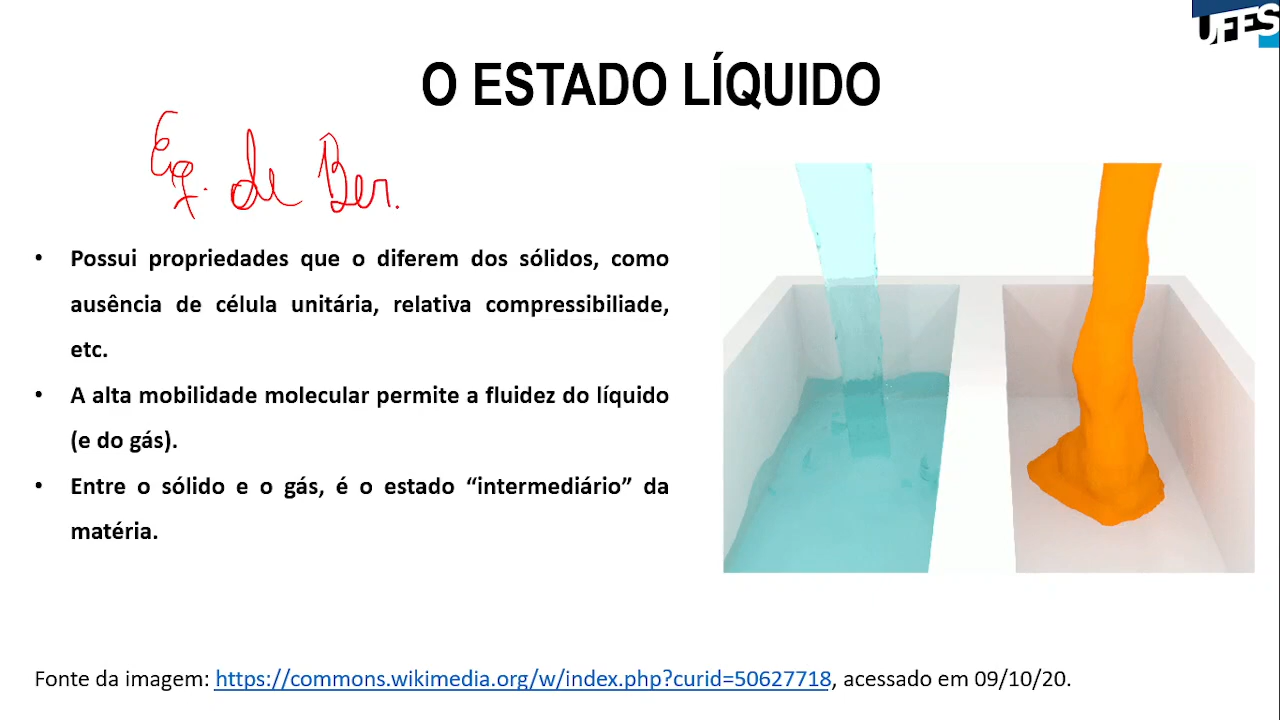 UFES
O ESTADO LÍQUIDO
Eq. de Ber.
• Possui propriedades que o diferem dos sólidos, como
ausência de célula unitária, relativa compressibiliade,
etc.
• A alta mobilidade molecular permite a fluidez do líquido
(e do gás).
• Entre o sólido e o gás, é o estado “intermediário” da
matéria.
Fonte da imagem: https://commons.wikimedia.org/w/index.php?curid=50627718, acessado em 09/10/20.